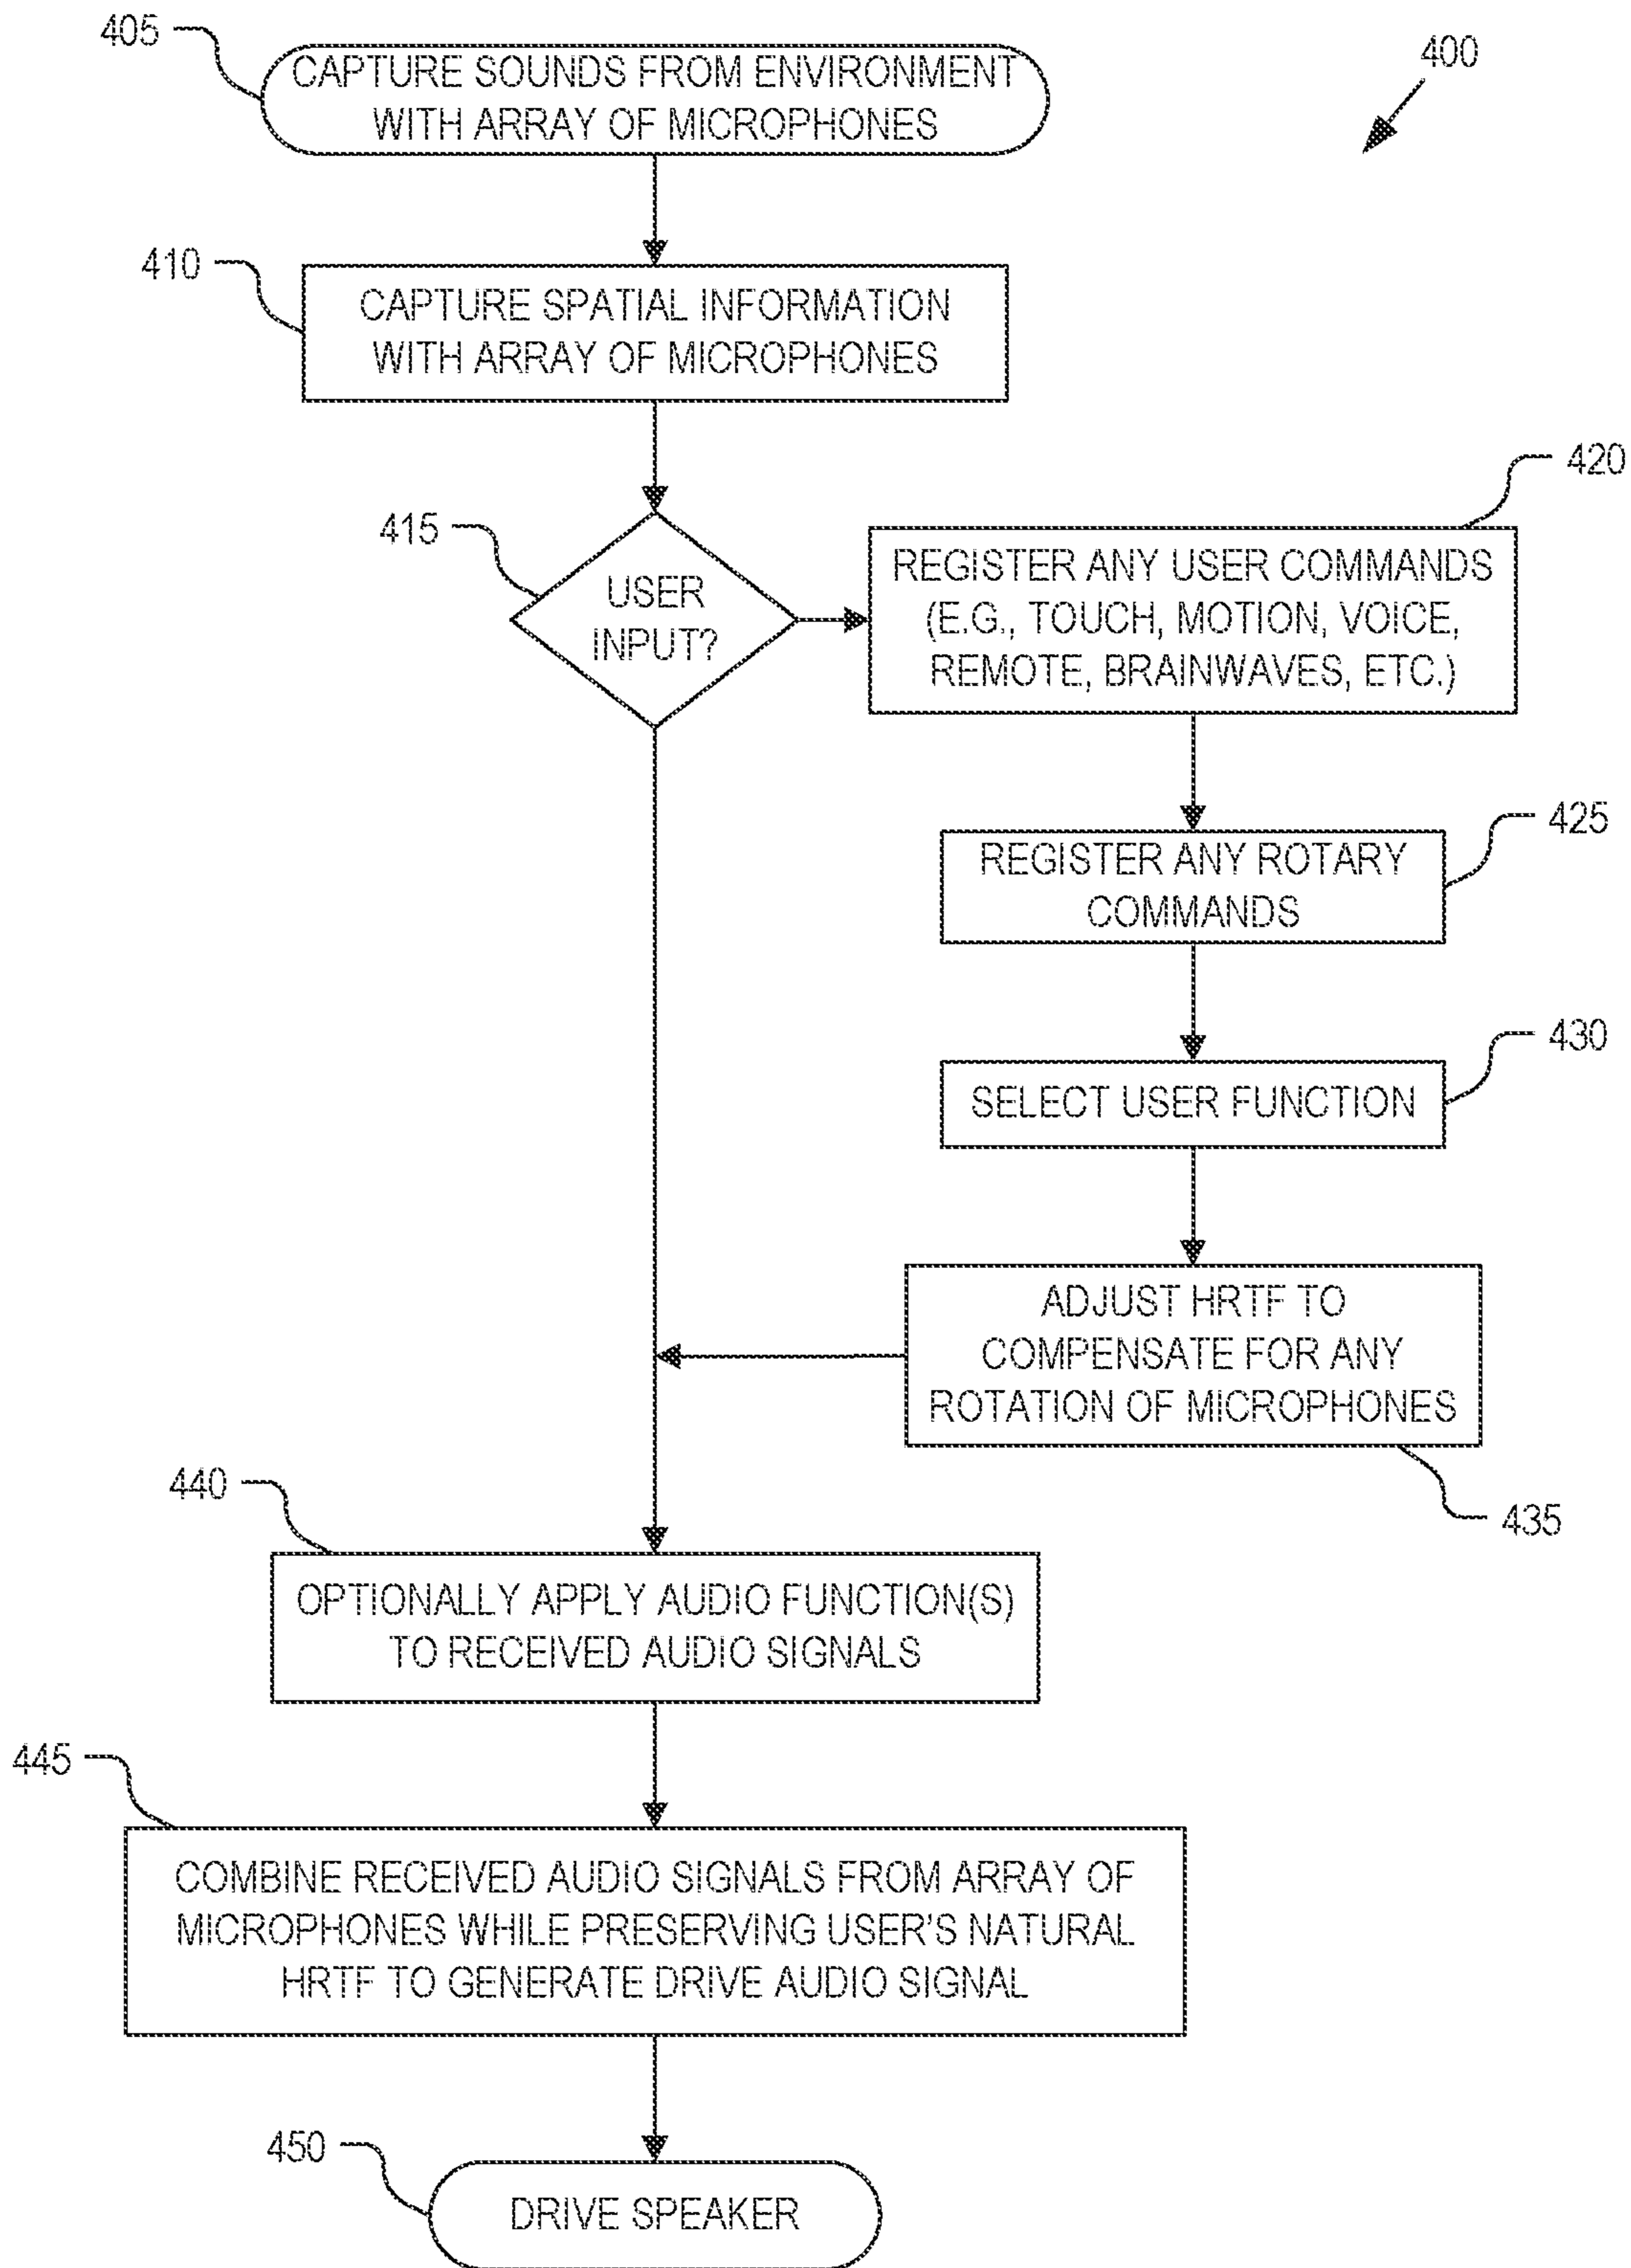 405
CAPTURE SOUNDS FROM ENVIRONMENT
WITH ARRAY OF MICROPHONES
400
410
CAPTURE SPATIAL INFORMATION
WITH ARRAY OF MICROPHONES
415
USER
INPUT?
420
REGISTER ANY USER COMMANDS
(E.G., TOUCH, MOTION, VOICE,
REMOTE, BRAINWAVES, ETC.)
425
REGISTER ANY ROTARY
COMMANDS
430
SELECT USER FUNCTION
ADJUST HRTF TO
COMPENSATE FOR ANY
ROTATION OF MICROPHONES
435
440
OPTIONALLY APPLY AUDIO FUNCTION(S)
TO RECEIVED AUDIO SIGNALS
445
COMBINE RECEIVED AUDIO SIGNALS FROM ARRAY OF
MICROPHONES WHILE PRESERVING USER'S NATURAL
HRTF TO GENERATE DRIVE AUDIO SIGNAL
450
DRIVE SPEAKER